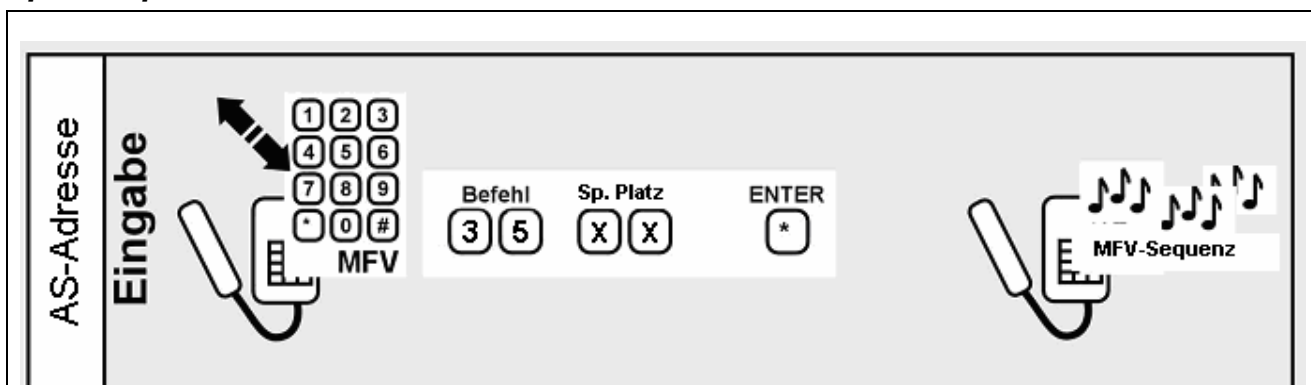 AS-Adresse
Eingabe
1 2 3
4 5 6
7 8 9
* 0 #
MFV
Befehl Sp. Platz ENTER
3 5 X X *
MFV-Sequenz